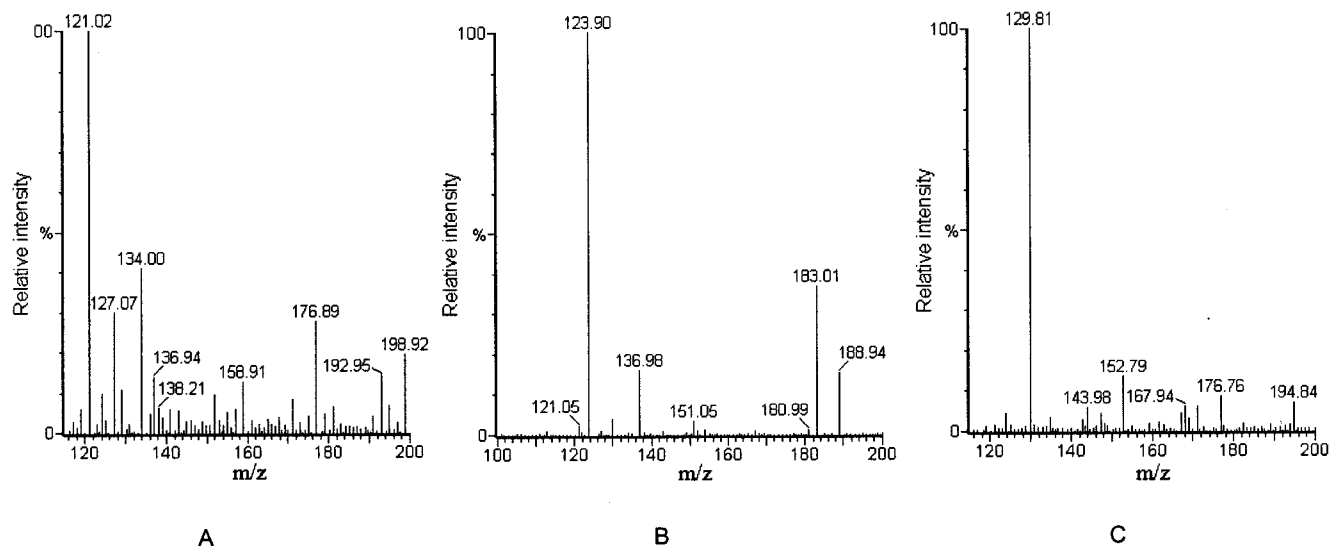 00
121.02
Relative intensity
%
134.00
127.07
136.94
138.21
158.91
176.89
192.95
198.92
0
120 140 160 180 200
m/z
A
100
123.90
Relative intensity
%
183.01
188.94
136.98
121.05
151.05
180.99
0
100 120 140 160 180 200
m/z
B
100
129.81
Relative intensity
%
152.79
143.98
167.94
176.76
194.84
0
120 140 160 180 200
m/z
C